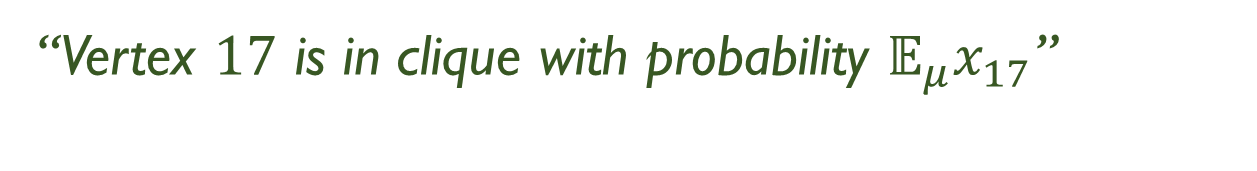 “Vertex 17 is in clique with probability 𝔼_μ x_17”